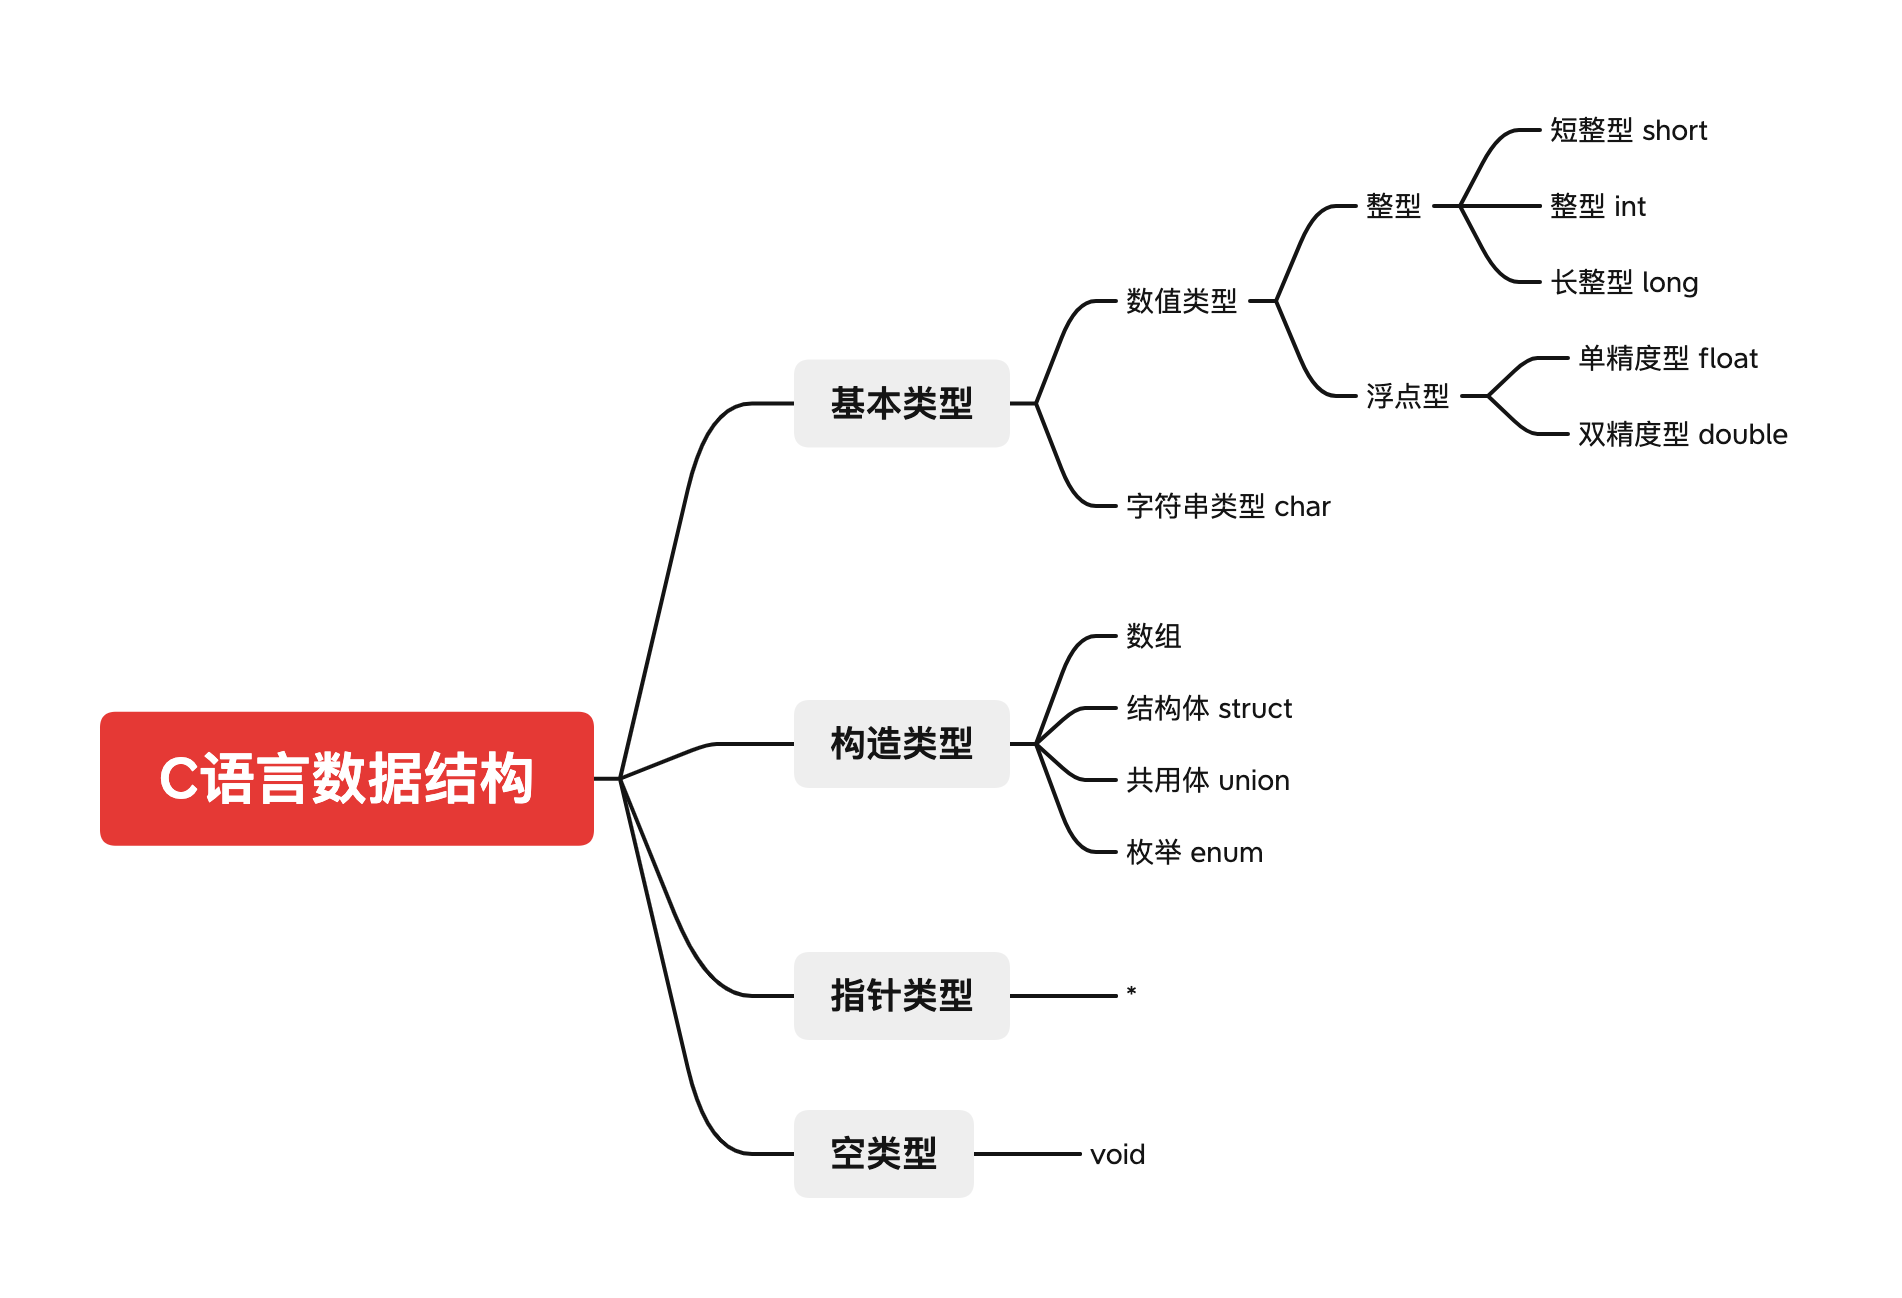 C语言数据结构
基本类型
数值类型
整型
短整型 short
整型 int
长整型 long
浮点型
单精度型 float
双精度型 double
字符串类型 char
构造类型
数组
结构体 struct
共用体 union
枚举 enum
指针类型
*
空类型
void